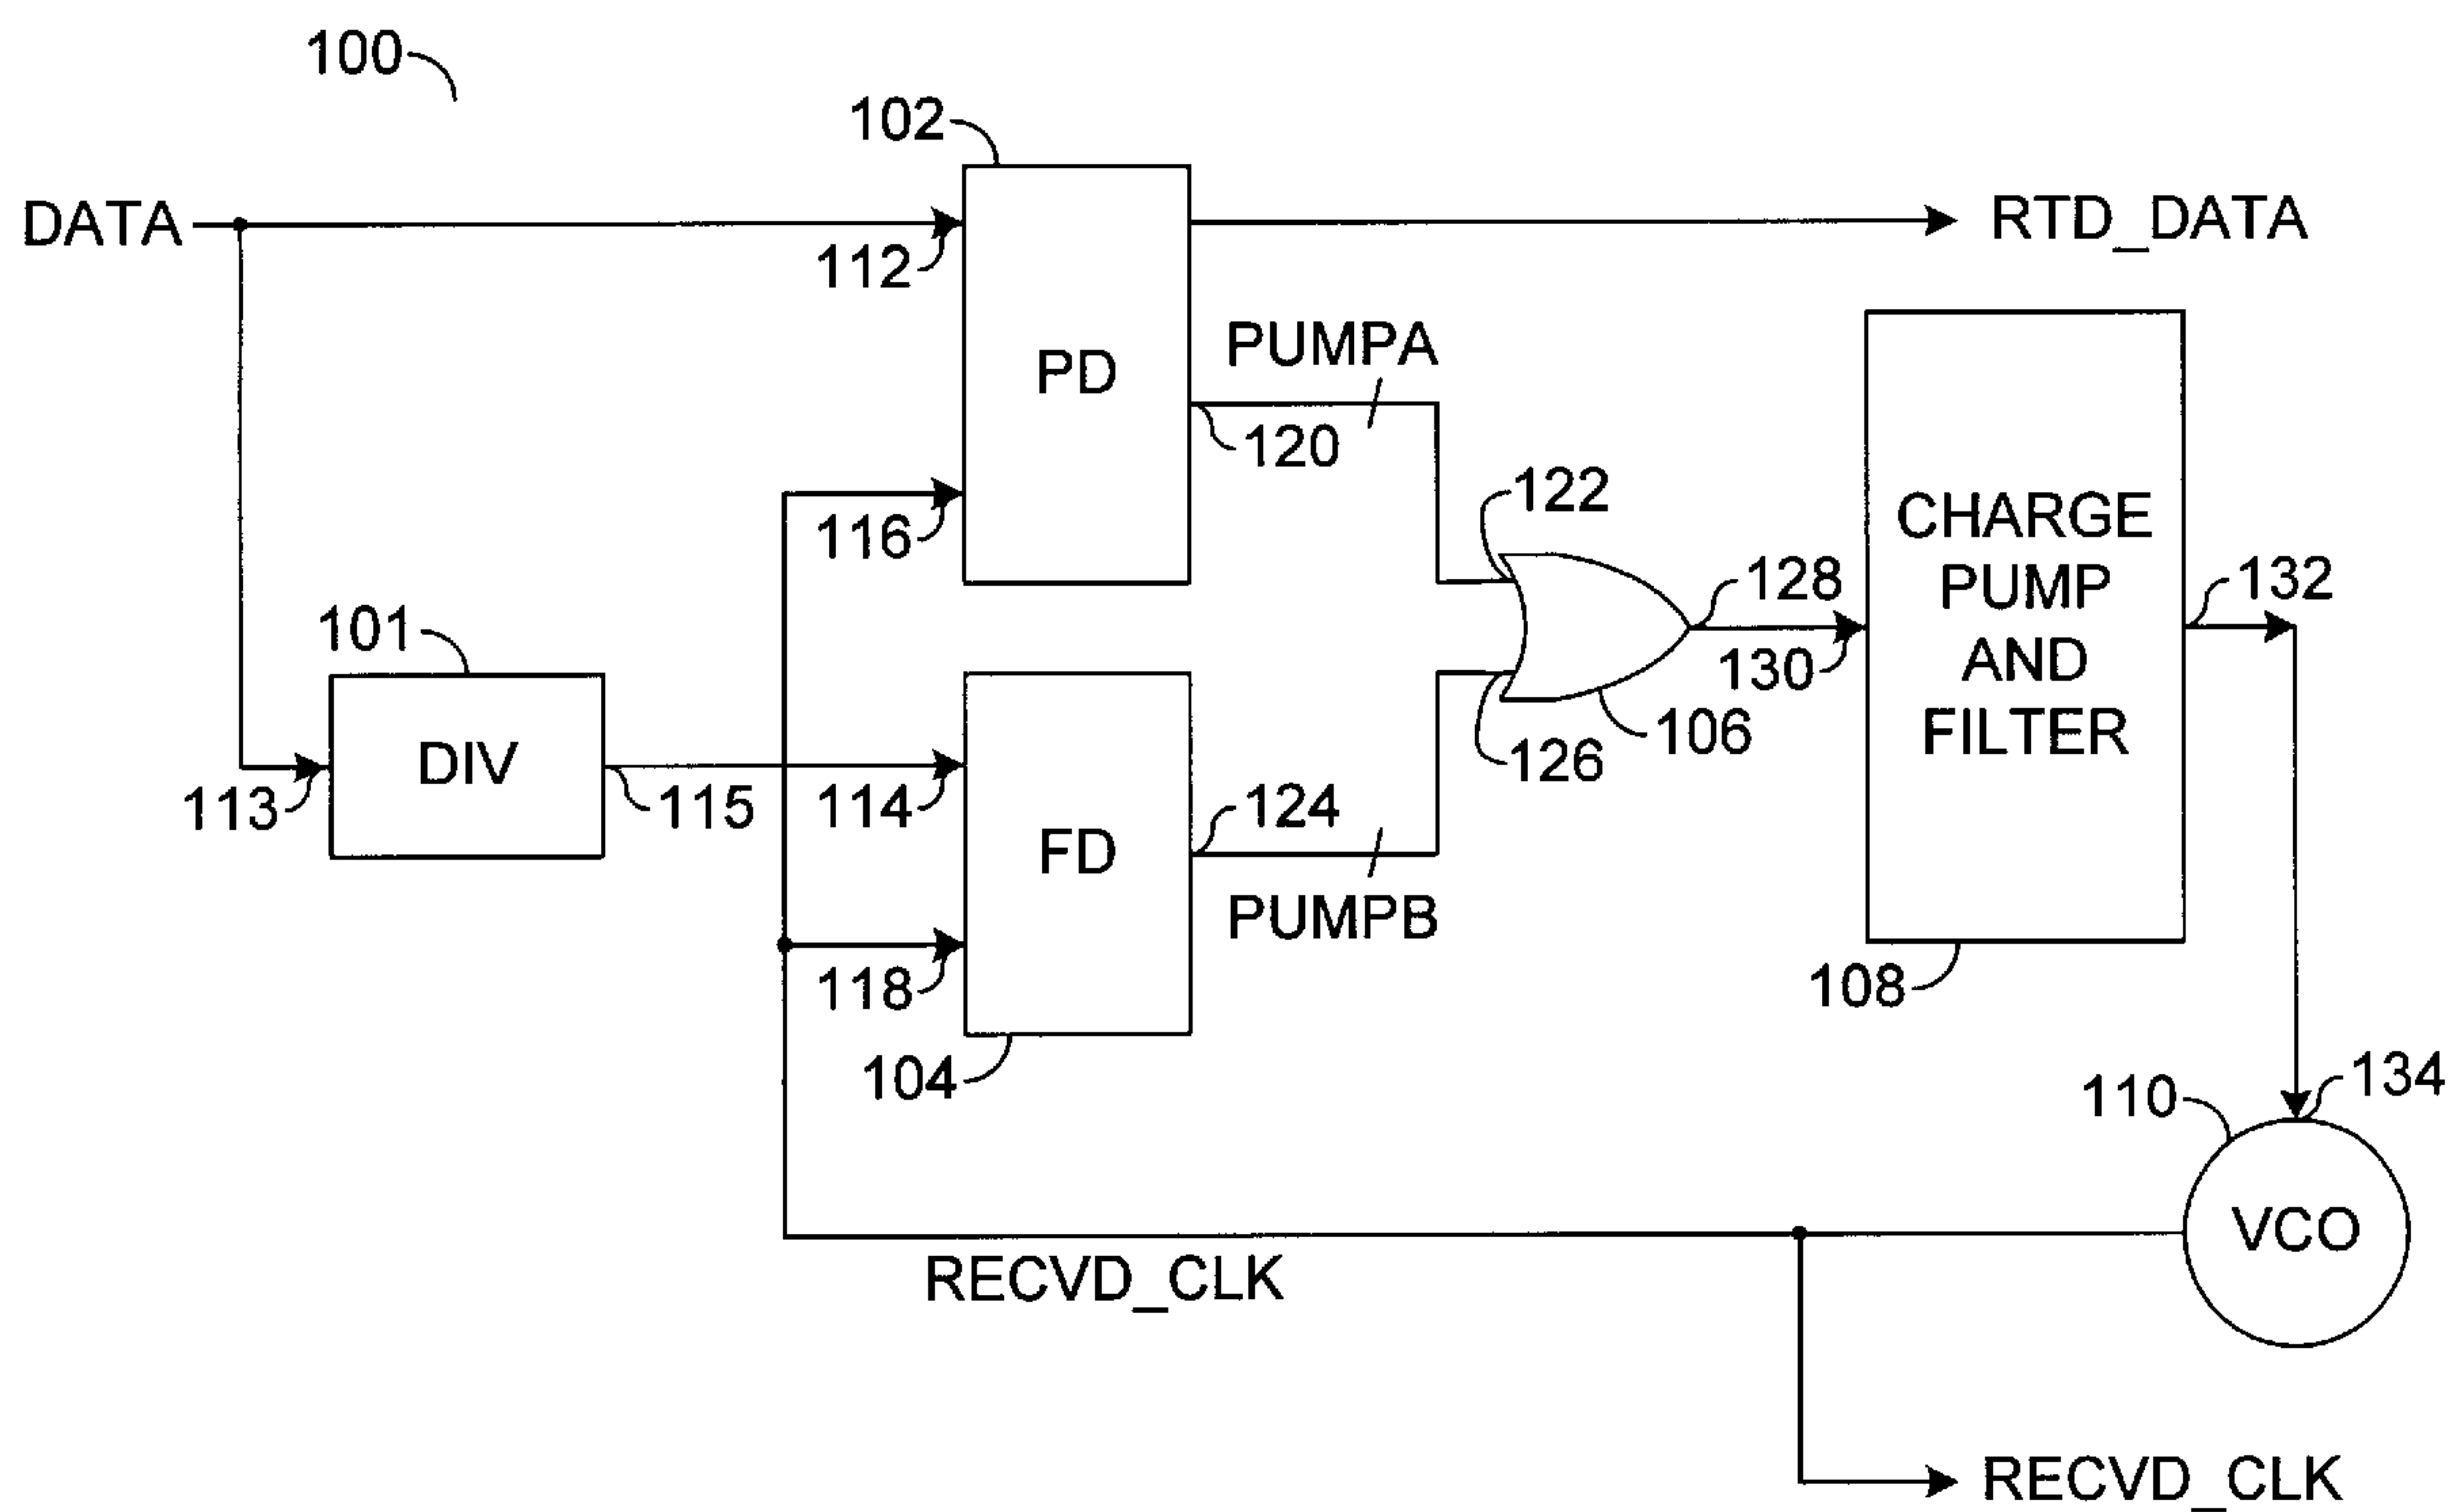 100
102
DATA
112
RTD_DATA
PUMPA
PD
120
116
122
CHARGE
PUMP
AND
FILTER
128
130
132
101
DIV
113
115
114
126
106
FD
124
PUMPB
118
104
108
110
134
VCO
RECVD_CLK
RECVD_CLK